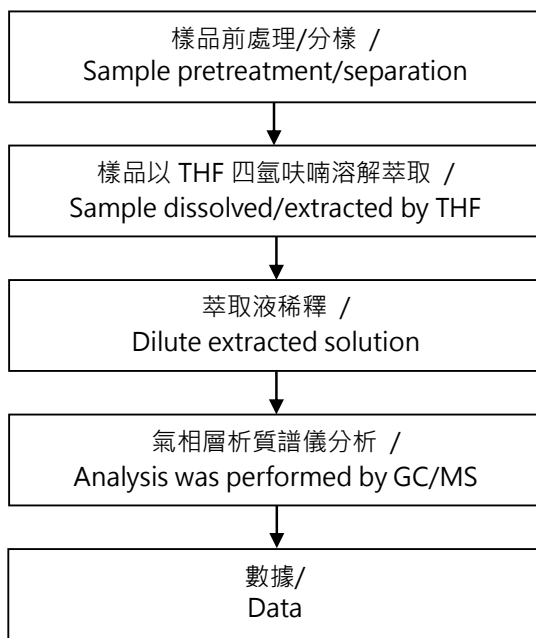 樣品前處理/分樣 /
Sample pretreatment/separation
樣品以 THF 四氫呋喃溶解萃取 /
Sample dissolved/extracted by THF
萃取液稀釋 /
Dilute extracted solution
氣相層析質譜儀分析 /
Analysis was performed by GC/MS
數據/
Data